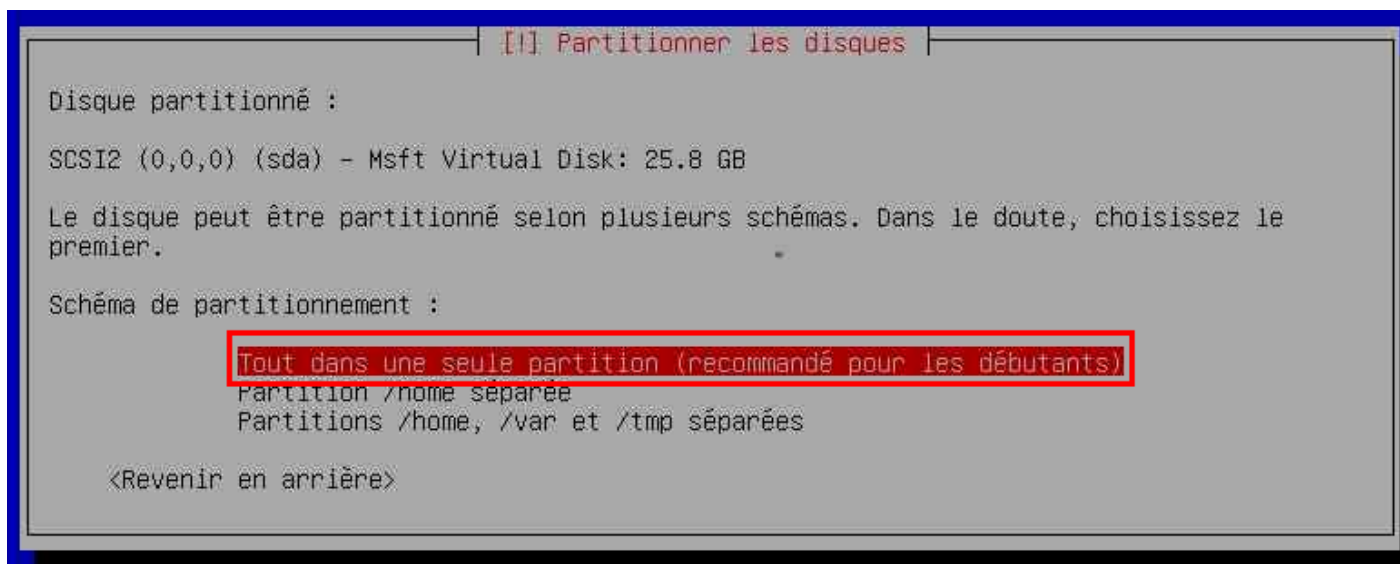 [!] Partitionner les disques
Disque partitionné :
SCSI2 (0,0,0) (sda) – Msft Virtual Disk: 25.8 GB
Le disque peut être partitionné selon plusieurs schémas. Dans le doute, choisissez le
premier.
Schéma de partitionnement :
Tout dans une seule partition (recommandé pour les débutants)
Partition /home séparée
Partitions /home, /var et /tmp séparées
<Revenir en arrière>